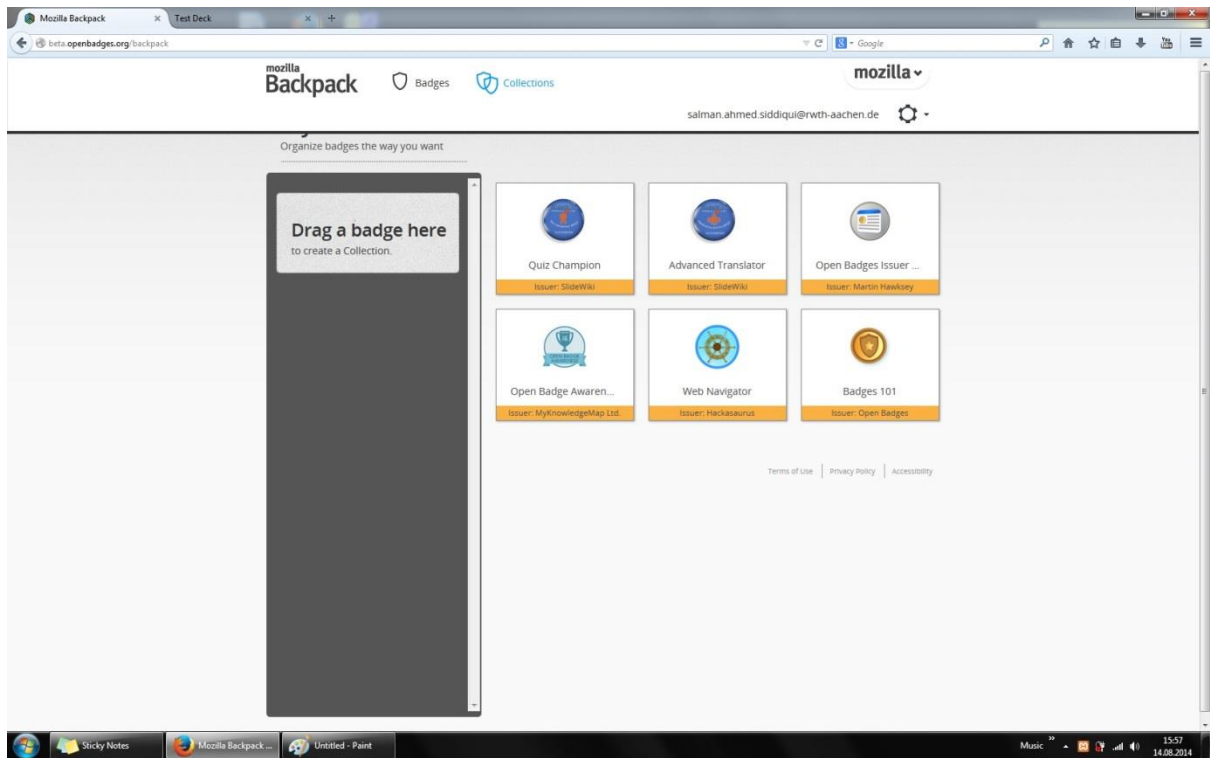 Mozilla Backpack
Test Deck
beta.openbadges.org/backpack
Google
mozilla
Backpack
Badges
Collections
mozilla
salman.ahmed.siddiqui@rwth-aachen.de
Organize badges the way you want
Drag a badge here
to create a Collection.
Quiz Champion
Issuer: SlideWiki
Advanced Translator
Issuer: SlideWiki
Open Badges Issuer ...
Issuer: Martin Hawksey
OPEN BADGE
AWARENESS
Open Badge Awaren...
Issuer: MyKnowledgeMap Ltd.
Web Navigator
Issuer: Hackasaurus
Badges 101
Issuer: Open Badges
Terms of Use
Privacy Policy
Accessibility
Sticky Notes
Mozilla Backpack ...
Untitled - Paint
Music
15:57
14.08.2014